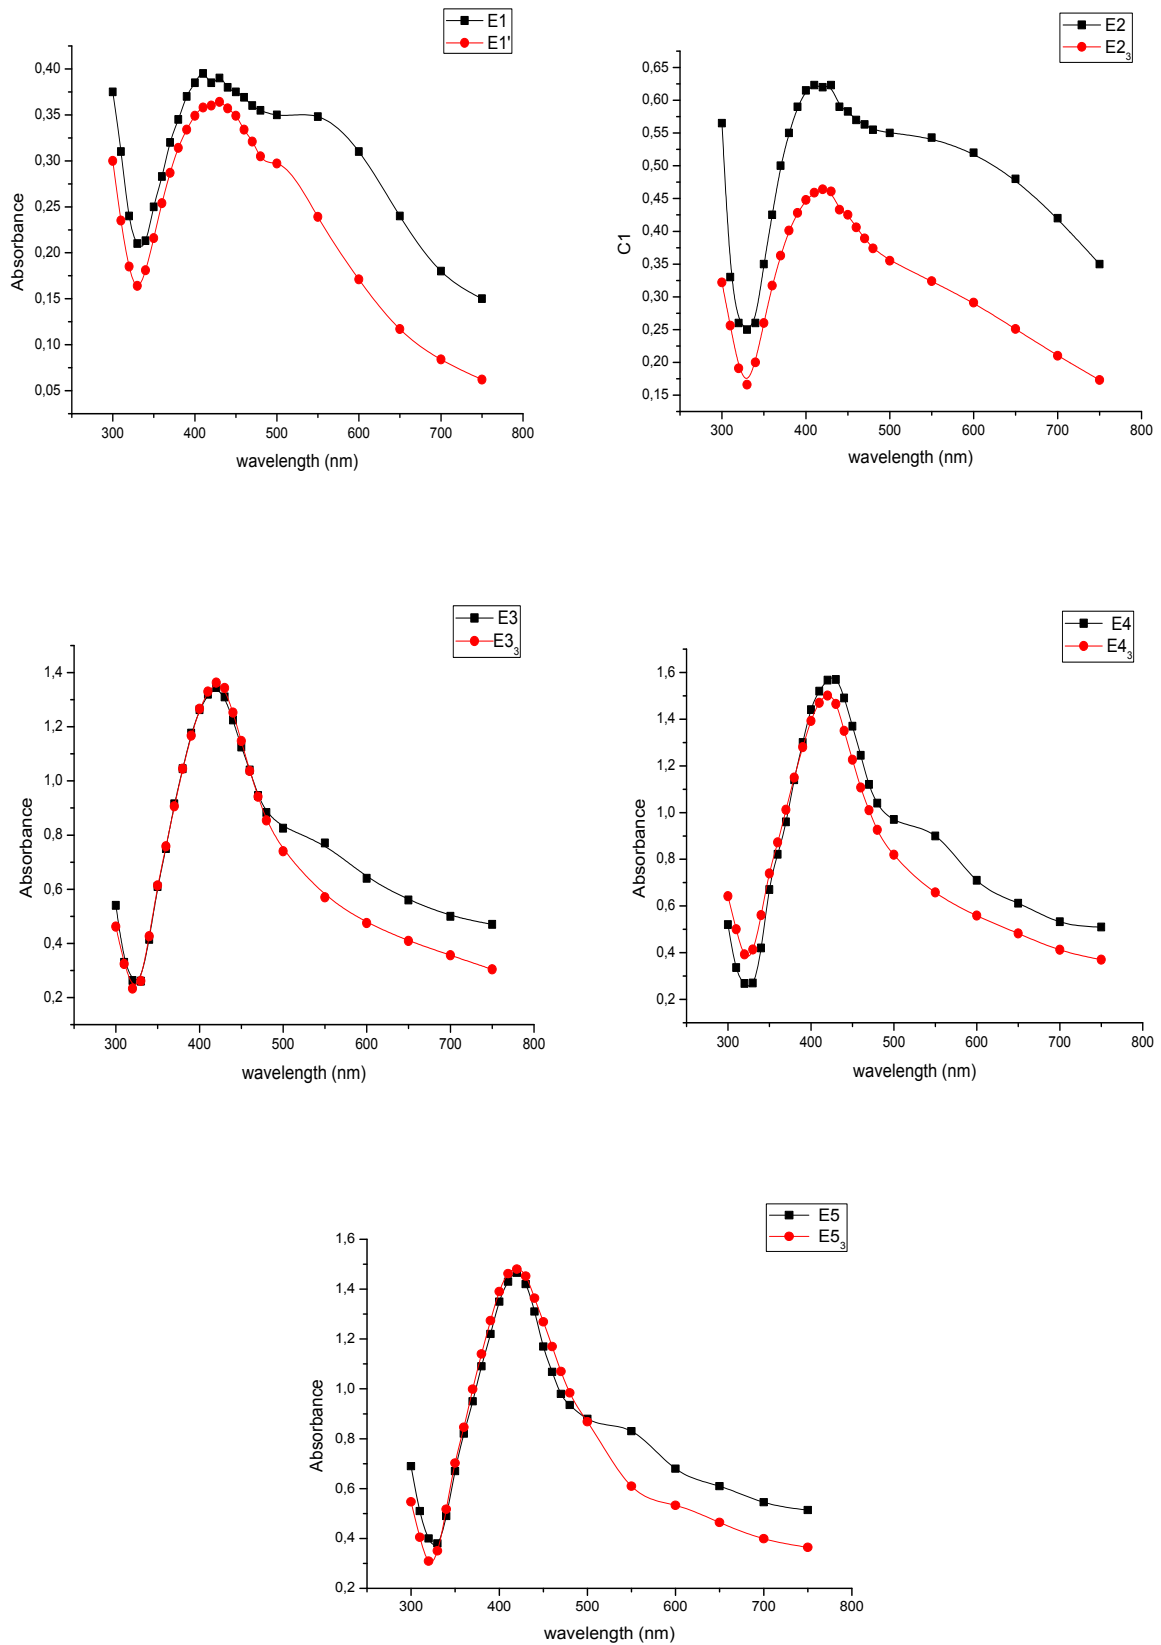 E1
E1'
0,40
0,35
0,30
0,25
0,20
0,15
0,10
0,05
Absorbance
300 400 500 600 700 800
wavelength (nm)
E2
E2₃
0,65
0,60
0,55
0,50
0,45
0,40
0,35
0,30
0,25
0,20
0,15
C1
300 400 500 600 700 800
wavelength (nm)
E3
E3₃
1,4
1,2
1,0
0,8
0,6
0,4
0,2
Absorbance
300 400 500 600 700 800
wavelength (nm)
E4
E4₃
1,6
1,4
1,2
1,0
0,8
0,6
0,4
0,2
Absorbance
300 400 500 600 700 800
wavelength (nm)
E5
E5₃
1,6
1,4
1,2
1,0
0,8
0,6
0,4
0,2
Absorbance
300 400 500 600 700 800
wavelength (nm)